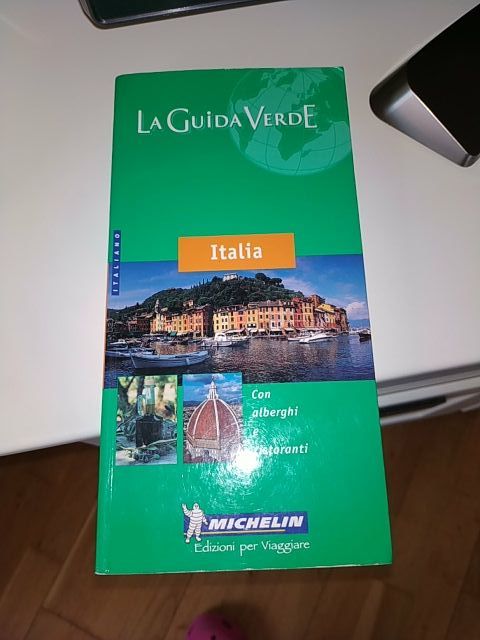 LA GUIDA VERDE
ITALIANO
Italia
Con
alberghi
e
ristoranti
MICHELIN
Edizioni per Viaggiare